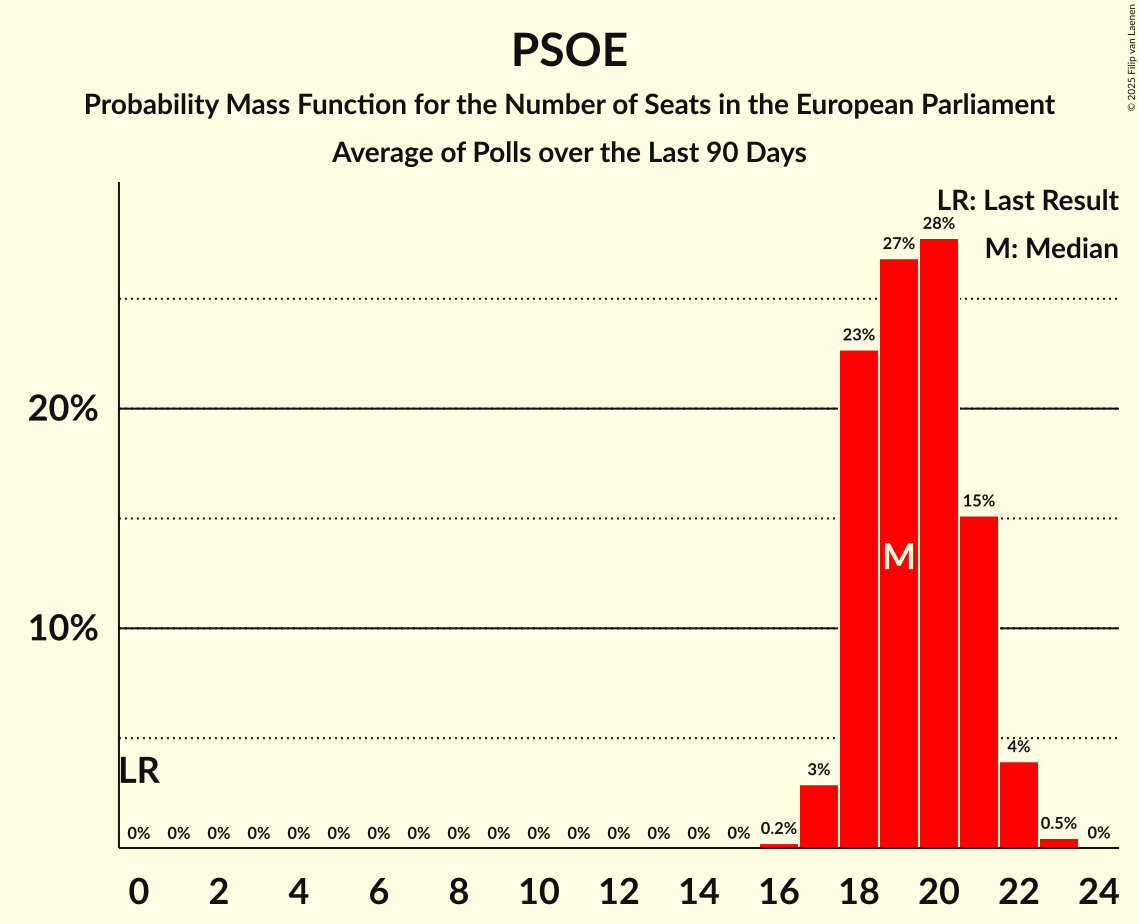 PSOE
Probability Mass Function for the Number of Seats in the European Parliament
Average of Polls over the Last 90 Days
© 2025 Filip van Laenen
LR: Last Result
M: Median
28%
27%
23%
20%
15%
M
10%
LR
4%
3%
0% 0% 0% 0% 0% 0% 0% 0% 0% 0% 0% 0% 0% 0% 0% 0% 0.2% 0.5% 0%
0 2 4 6 8 10 12 14 16 18 20 22 24